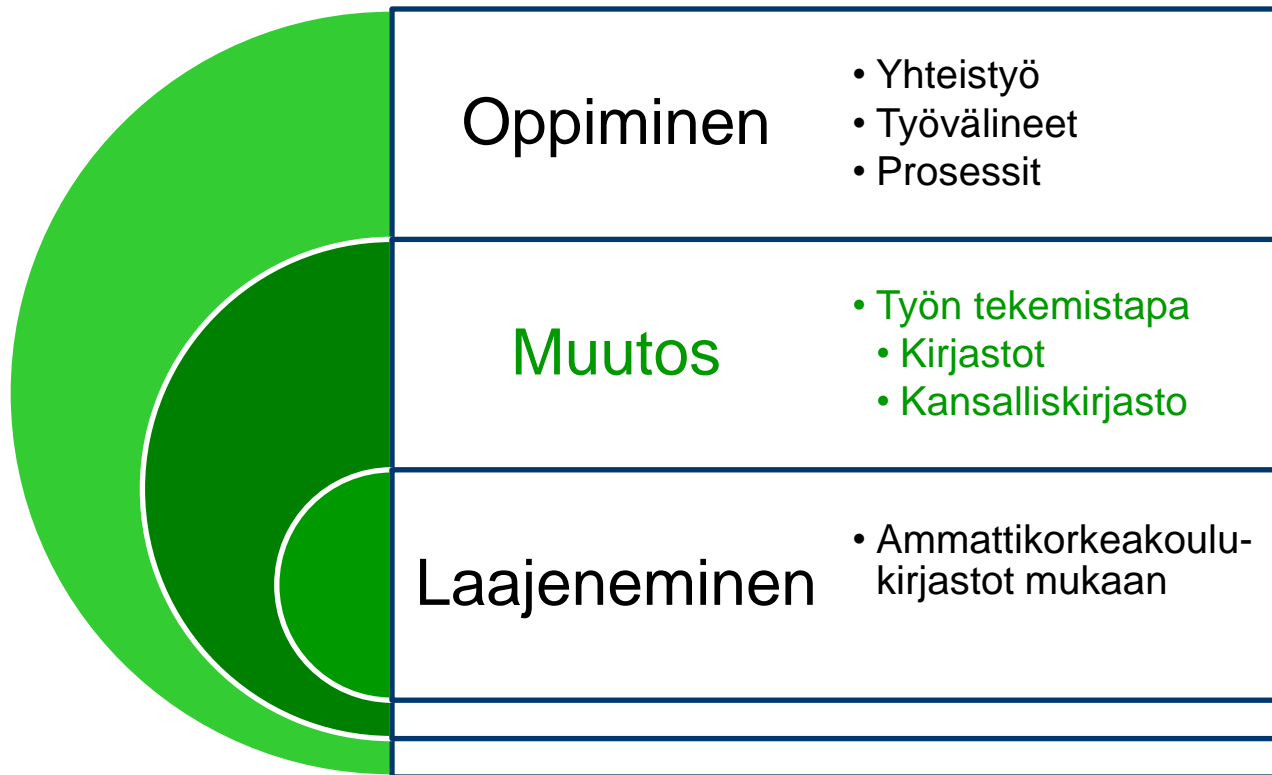 Oppiminen
• Yhteistyö
• Työvälineet
• Prosessit
Muutos
• Työn tekemistapa
• Kirjastot
• Kansalliskirjasto
Laajeneminen
• Ammattikorkeakoulu-
kirjastot mukaan